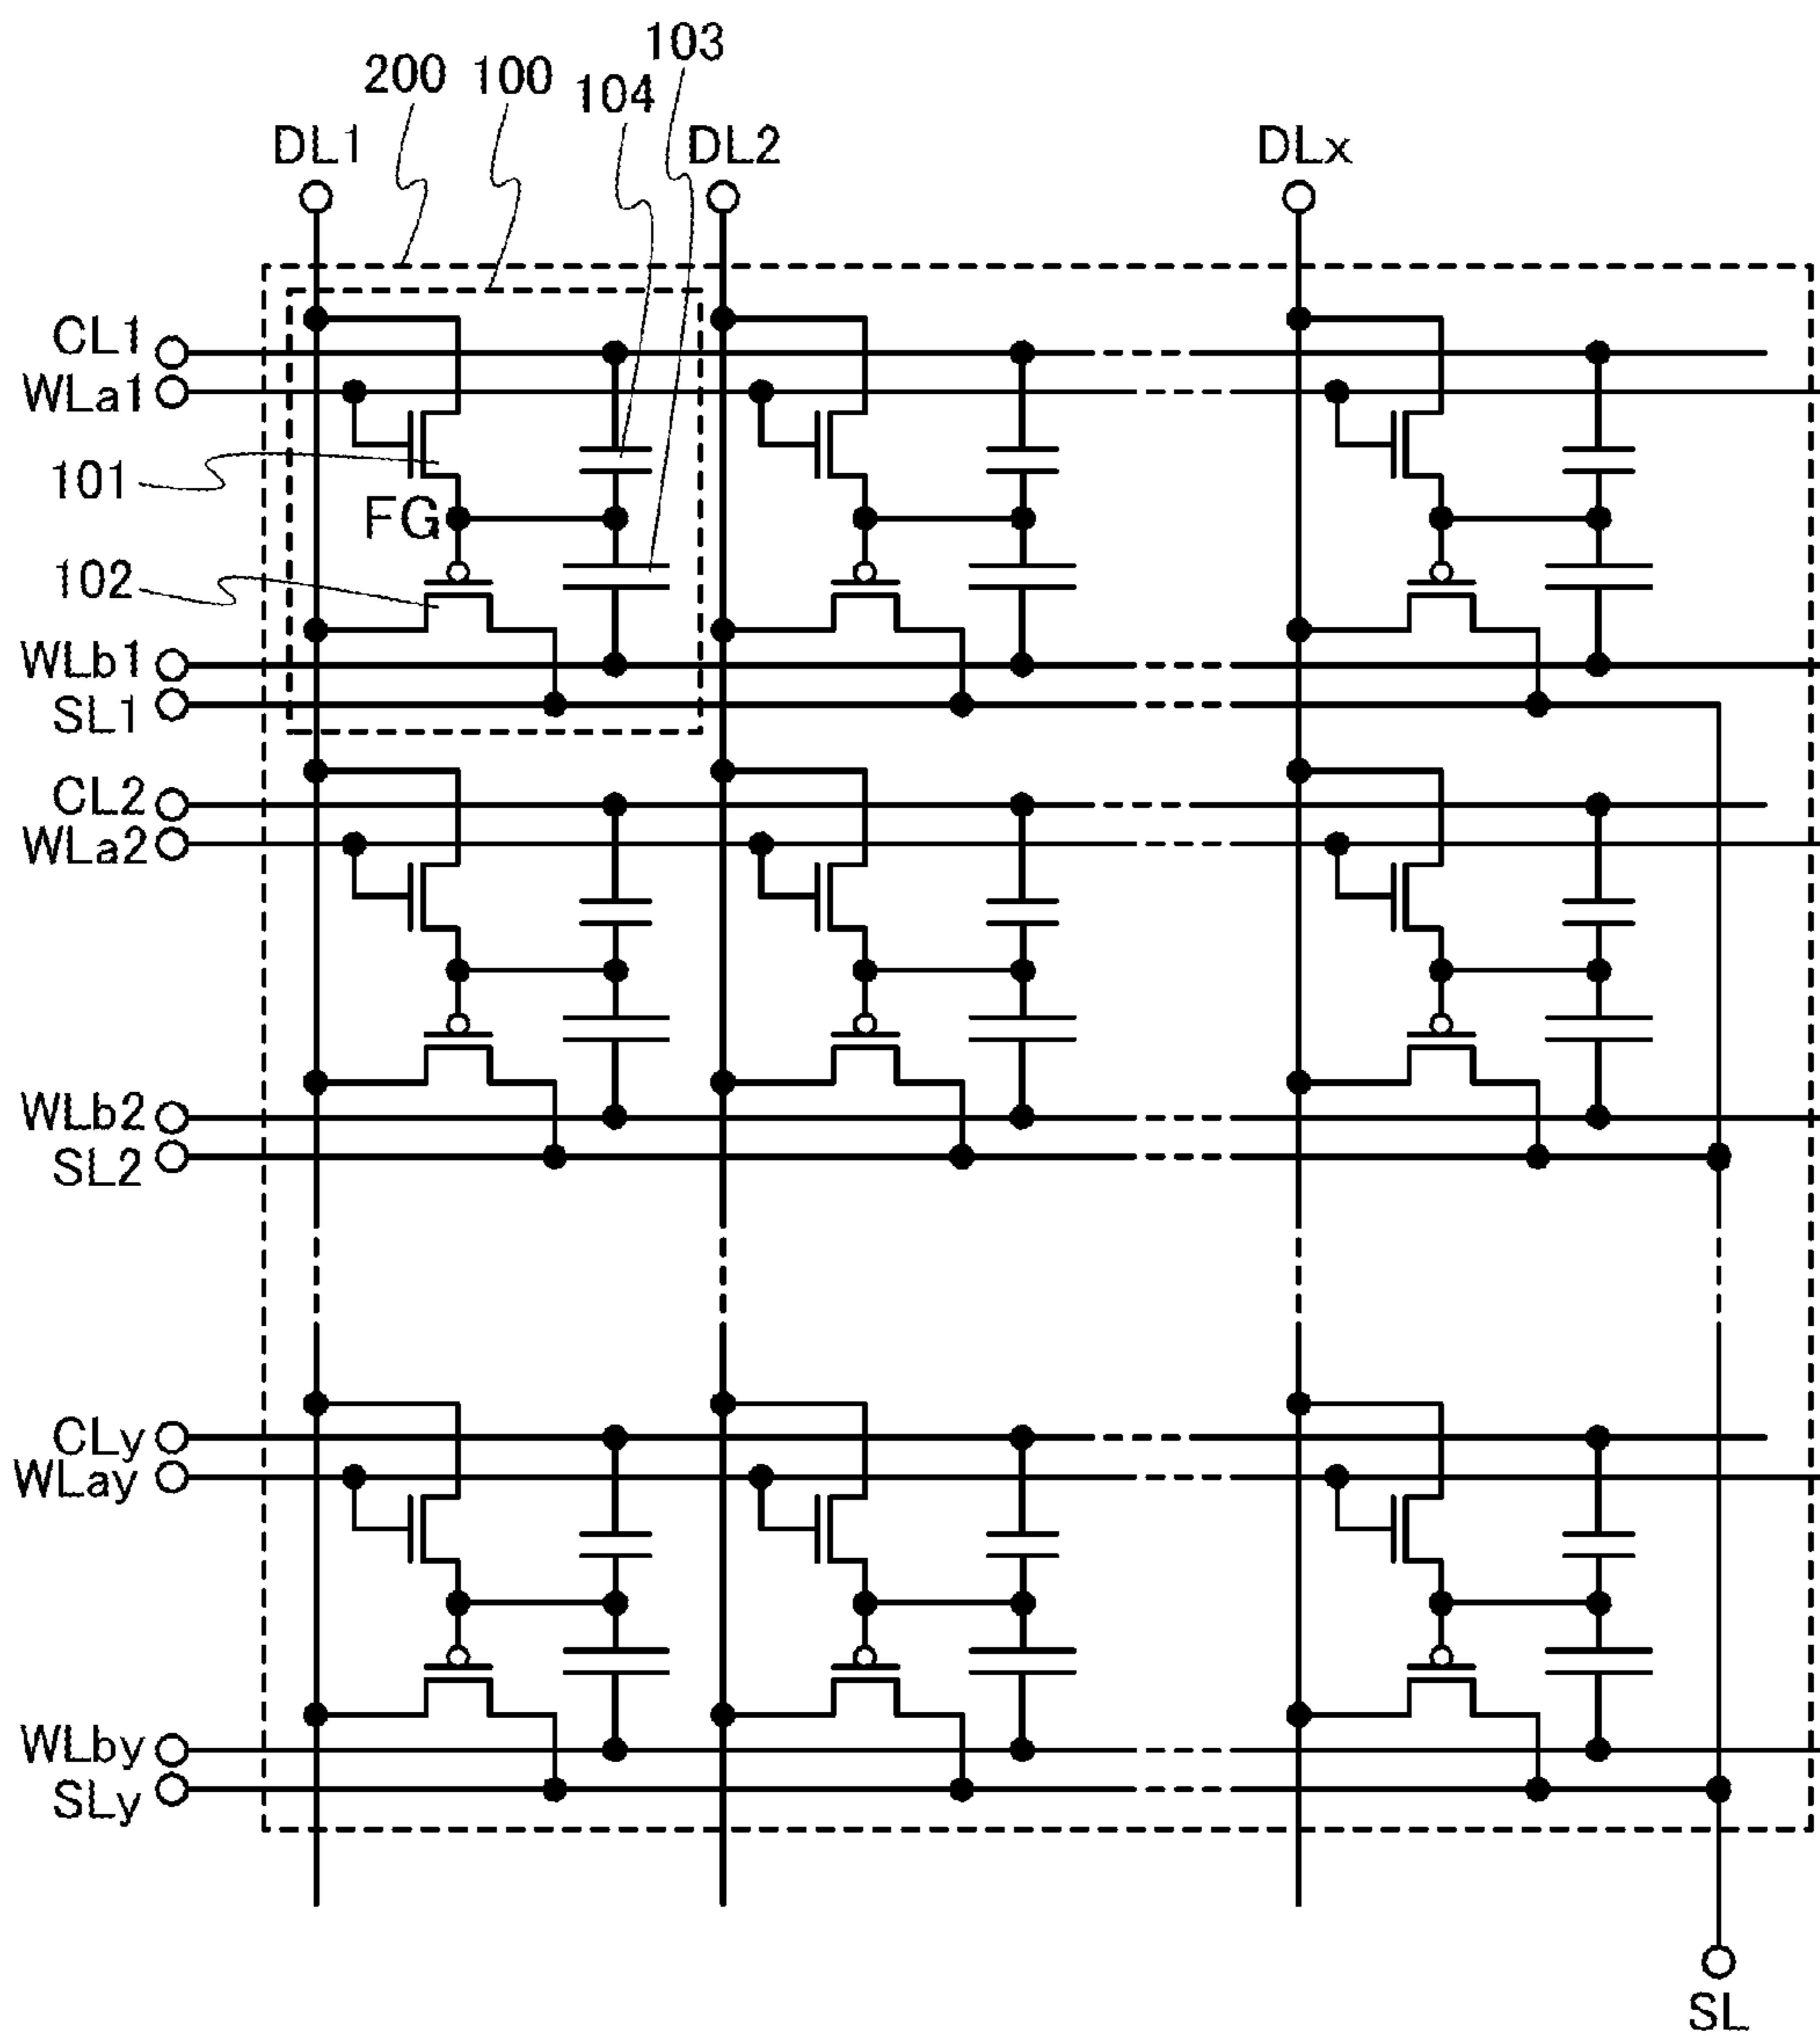 103
200 100
104
DL1 DL2 DLx
CL1
WLa1
101
FG
102
WLb1
SL1
CL2
WLa2
WLb2
SL2
CLy
WLay
WLby
SLy
SL